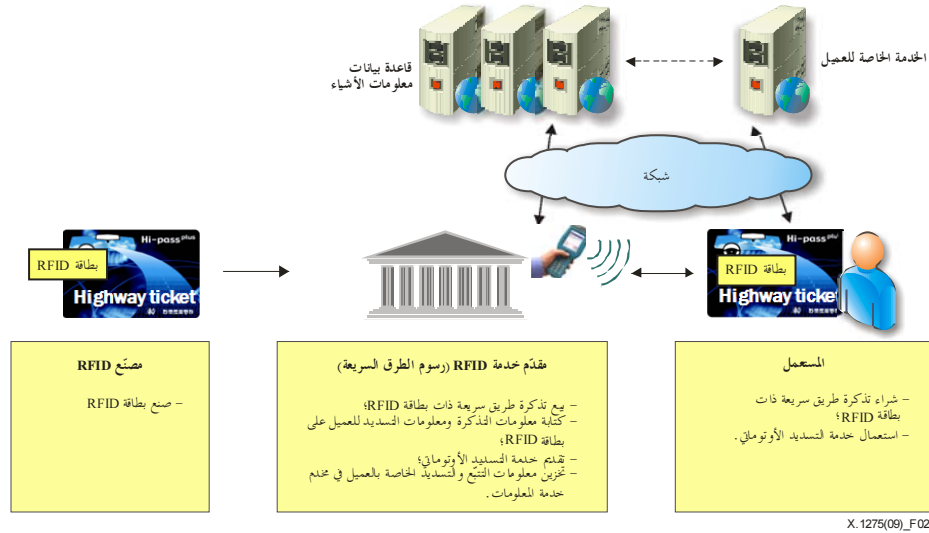 قاعدة بيانات
معلومات الأشياء
الخدمة الخاصة للعميل
شبكة
Hi-pass plus
بطاقة RFID
Highway ticket
Hi-pass
بطاقة RFID
Highway ticke
مصنّع RFID
– صنع بطاقة RFID
مقدّم خدمة RFID (رسوم الطرق السريعة)
– بيع تذكرة طريق سريعة ذات بطاقة RFID؛
– كتابة معلومات التذكرة ومعلومات التسديد للعميل على
بطاقة RFID؛
– تقديم خدمة التسديد الأوتوماتي؛
– تخزين معلومات التتبّع والتسديد الخاصة بالعميل في مخدم
خدمة المعلومات.
المستعمل
– شراء تذكرة طريق سريعة ذات
بطاقة RFID؛
– استعمال خدمة التسديد الأوتوماتي.
X.1275(09)_F02